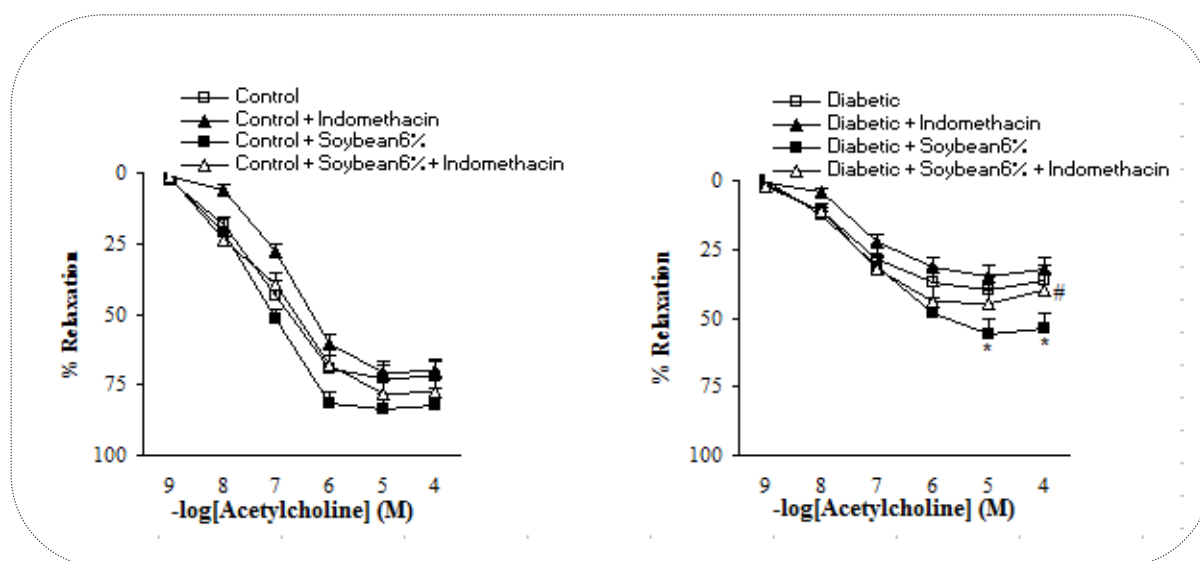 Control
Control + Indomethacin
Control + Soybean6%
Control + Soybean6% + Indomethacin
0
25
50
75
100
% Relaxation
9 8 7 6 5 4
-log[Acetylcholine] (M)
Diabetic
Diabetic + Indomethacin
Diabetic + Soybean6%
Diabetic + Soybean6% + Indomethacin
0
25
50
75
100
% Relaxation
#
* *
9 8 7 6 5 4
-log[Acetylcholine] (M)